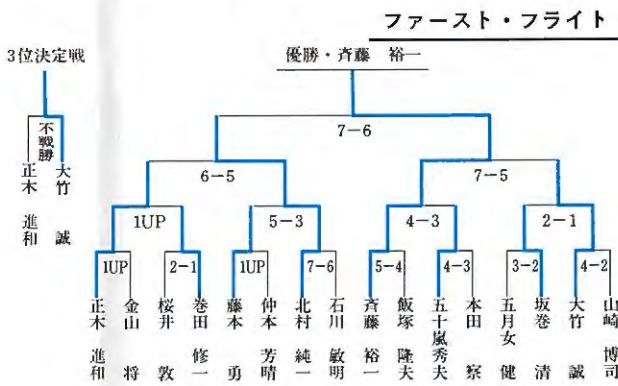 ファースト・フライト
3位決定戦
優勝・斉藤 裕一
不戦勝
正木 進和
大竹 誠
7-6
6-5
7-5
1UP
5-3
4-3
2-1
1UP
2-1
1UP
7-6
5-4
4-3
3-2
4-2
正木 進和
金山 将
桜井 敦
巻田 修一
藤本 勇
仲本 芳晴
北村 純一
石川 敏明
斉藤 裕一
飯塚 隆夫
五十嵐秀夫
本田 察
五月女 健
坂巻 清
大竹 誠
山崎 博司